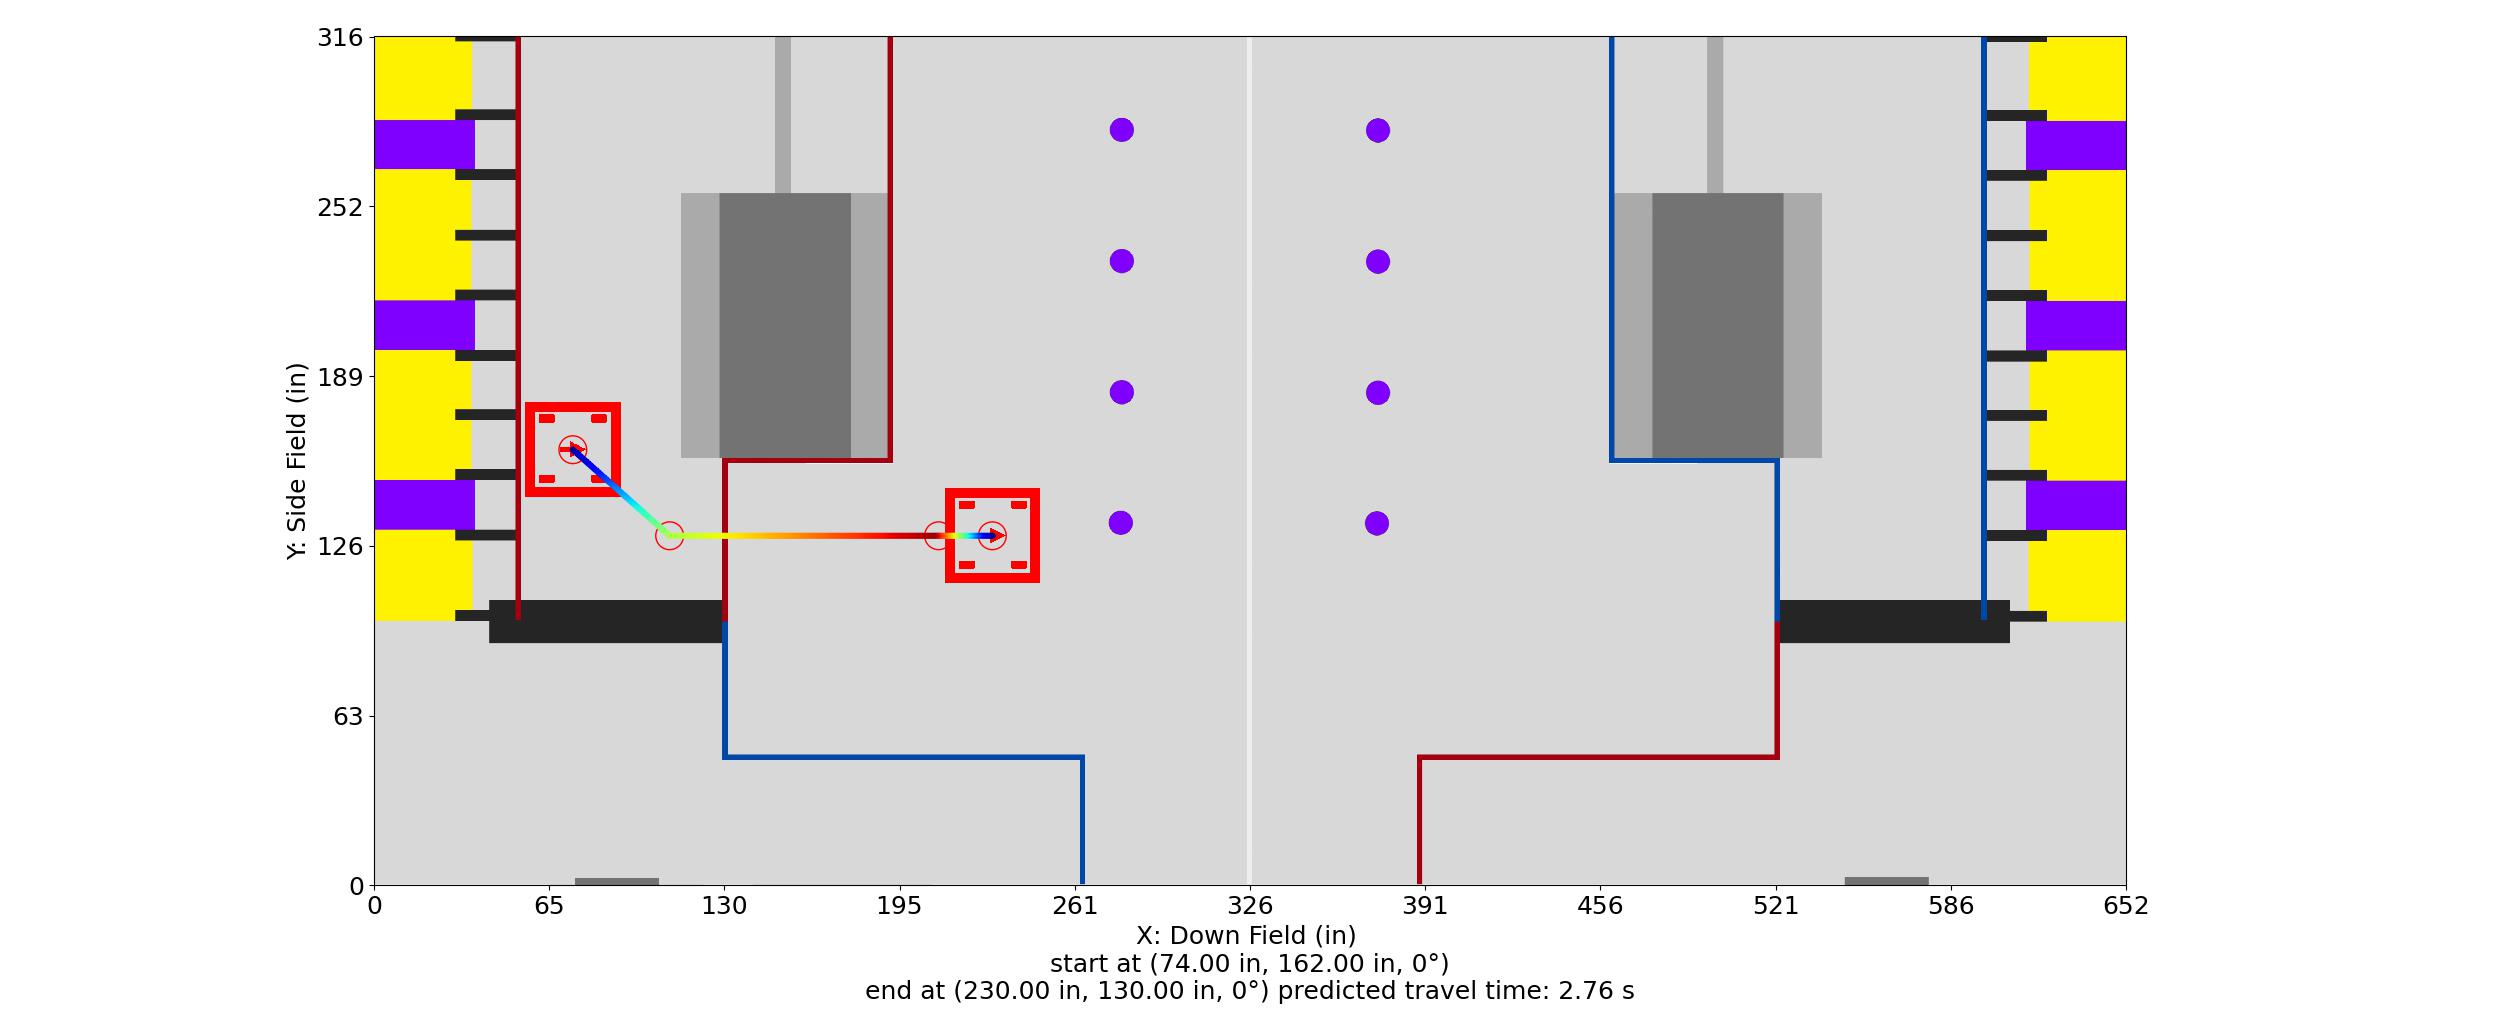 316
252
189
126
63
0
Y: Side Field (in)
0 65 130 195 261 326 391 456 521 586 652
X: Down Field (in)
start at (74.00 in, 162.00 in, 0°)
end at (230.00 in, 130.00 in, 0°) predicted travel time: 2.76 s